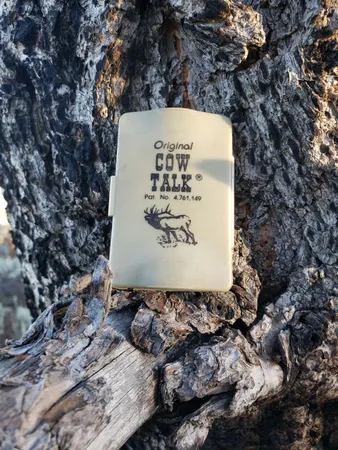 Original
COW
TALK®
Pat. No. 4,761,149